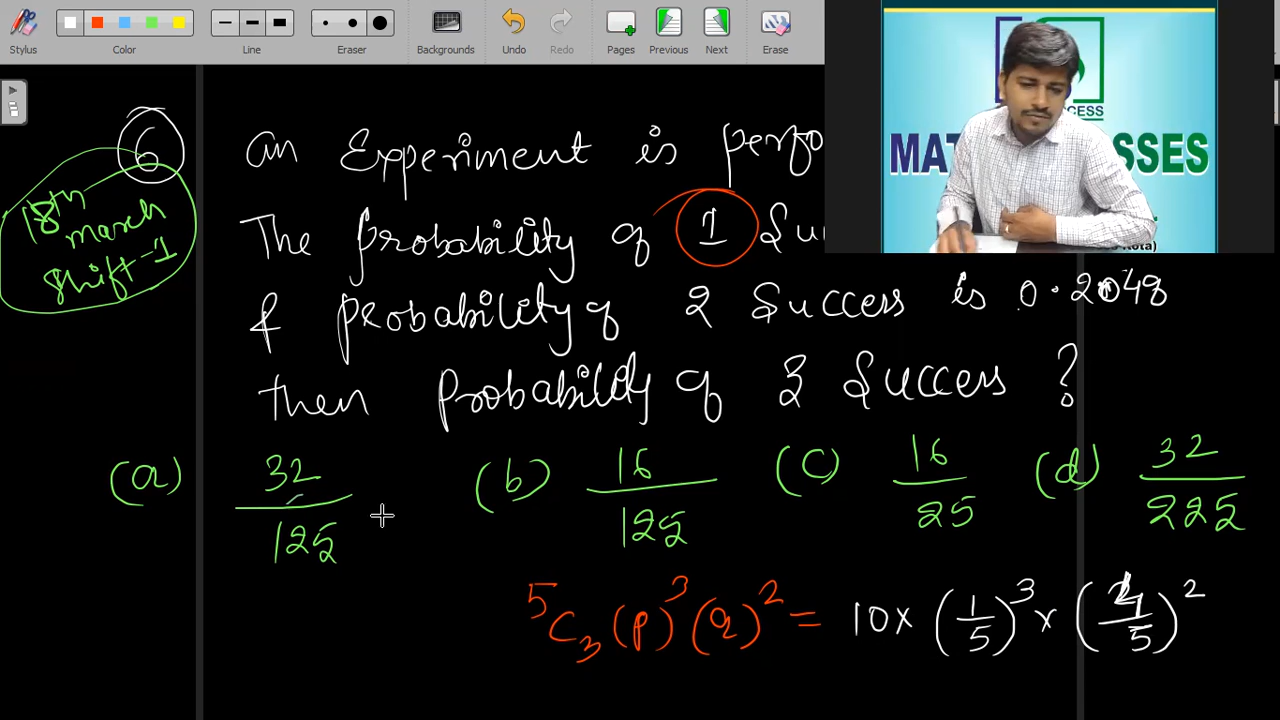 Stylus Color Line Eraser Backgrounds Undo Redo Pages Previous Next Erase
6
18th
march
shift-1
an Experiment is perfo
The probability of 1 Su
& probability of 2 Success is 0.2048
then probability of 3 Success ?
(a) 32/125 (b) 16/125 (c) 16/25 (d) 32/225
⁵C₃ (p)³ (q)² = 10 × (1/5)³ × (4/5)²
CESS
MAT SSES
Kota)